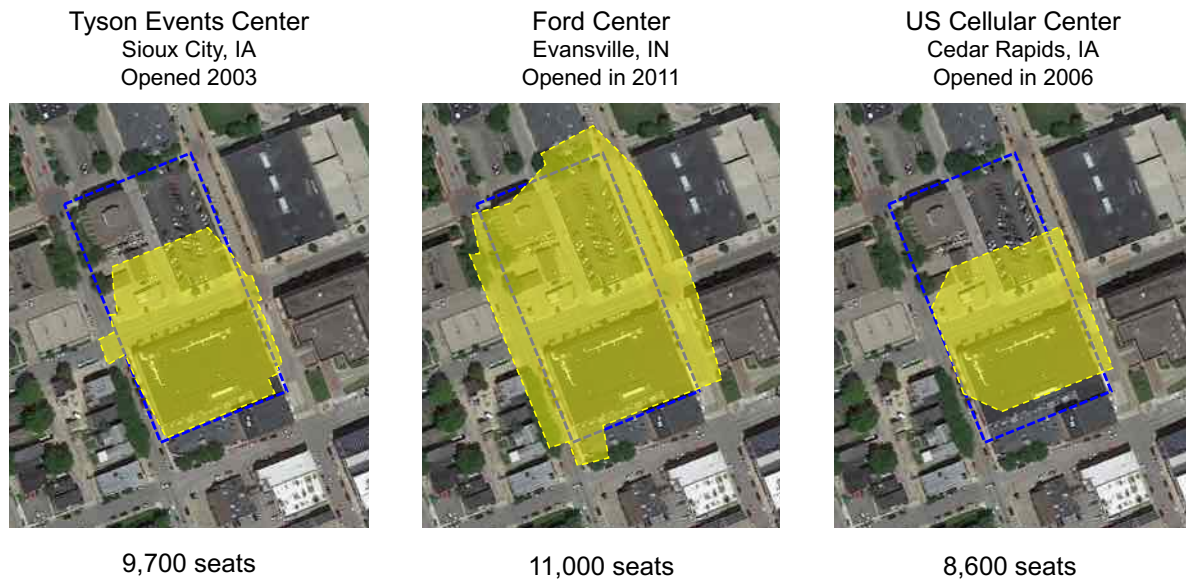 Tyson Events Center
Sioux City, IA
Opened 2003
Ford Center
Evansville, IN
Opened in 2011
US Cellular Center
Cedar Rapids, IA
Opened in 2006
9,700 seats
11,000 seats
8,600 seats